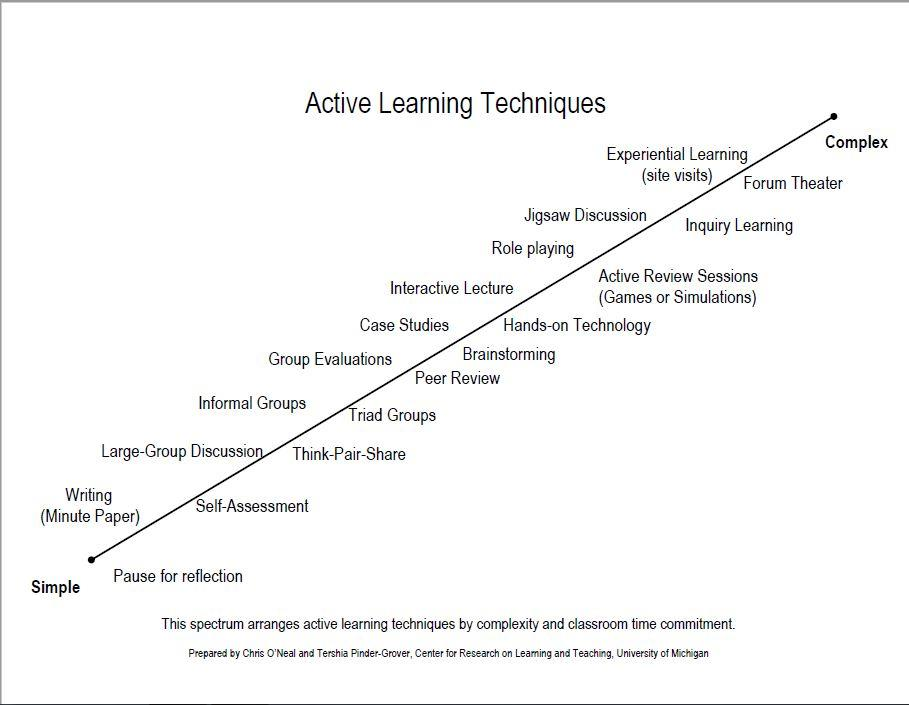 Active Learning Techniques
Complex
Experiential Learning
(site visits)
Forum Theater
Jigsaw Discussion
Inquiry Learning
Role playing
Active Review Sessions
(Games or Simulations)
Interactive Lecture
Case Studies
Hands-on Technology
Group Evaluations
Brainstorming
Peer Review
Informal Groups
Triad Groups
Large-Group Discussion
Think-Pair-Share
Writing
(Minute Paper)
Self-Assessment
Pause for reflection
Simple
This spectrum arranges active learning techniques by complexity and classroom time commitment.
Prepared by Chris O'Neal and Tershia Pinder-Grover, Center for Research on Learning and Teaching, University of Michigan